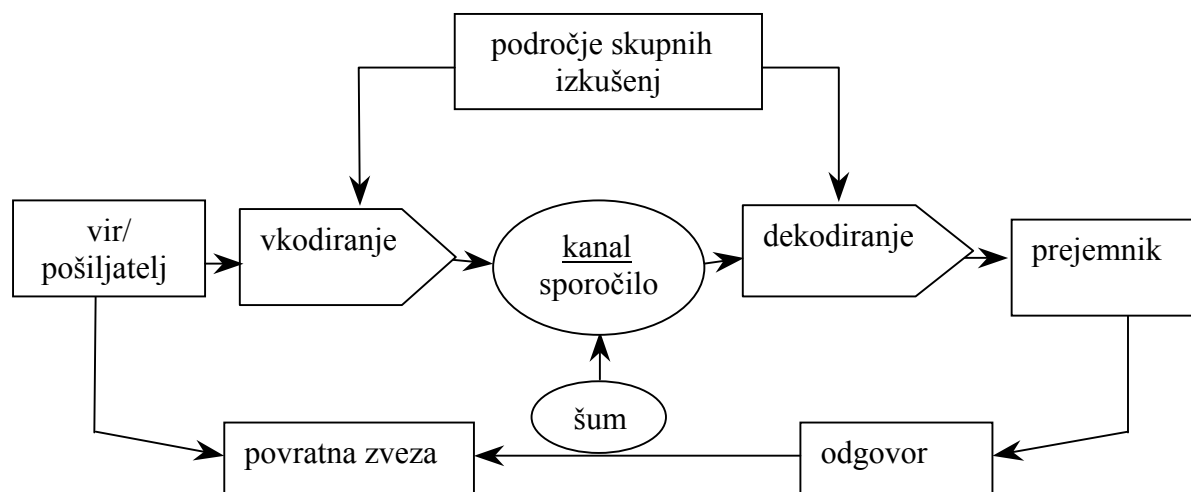 področje skupnih
izkušenj
vir/
pošiljatelj
vkodiranje
kanal
sporočilo
dekodiranje
prejemnik
šum
povratna zveza
odgovor